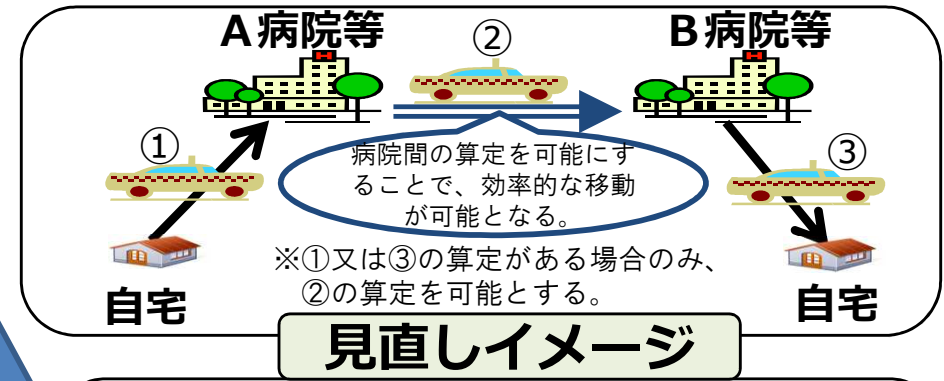 A病院等
②
B病院等
①
③
病院間の算定を可能にす
ることで、効率的な移動
が可能となる。
※①又は③の算定がある場合のみ、
②の算定を可能とする。
自宅
自宅
見直しイメージ